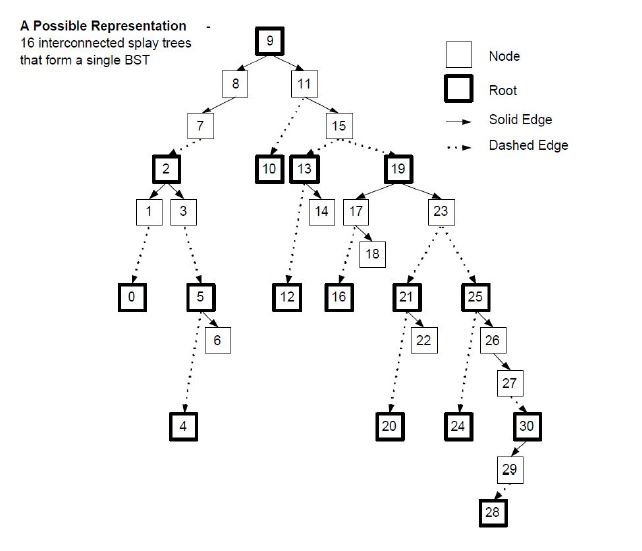 A Possible Representation -
16 interconnected splay trees
that form a single BST
9
Node
8 11
Root
7 15
Solid Edge
Dashed Edge
2 10 13 19
1 3 14 17 23
18
0 5 12 16 21 25
6 22 26
27
4 20 24 30
29
28